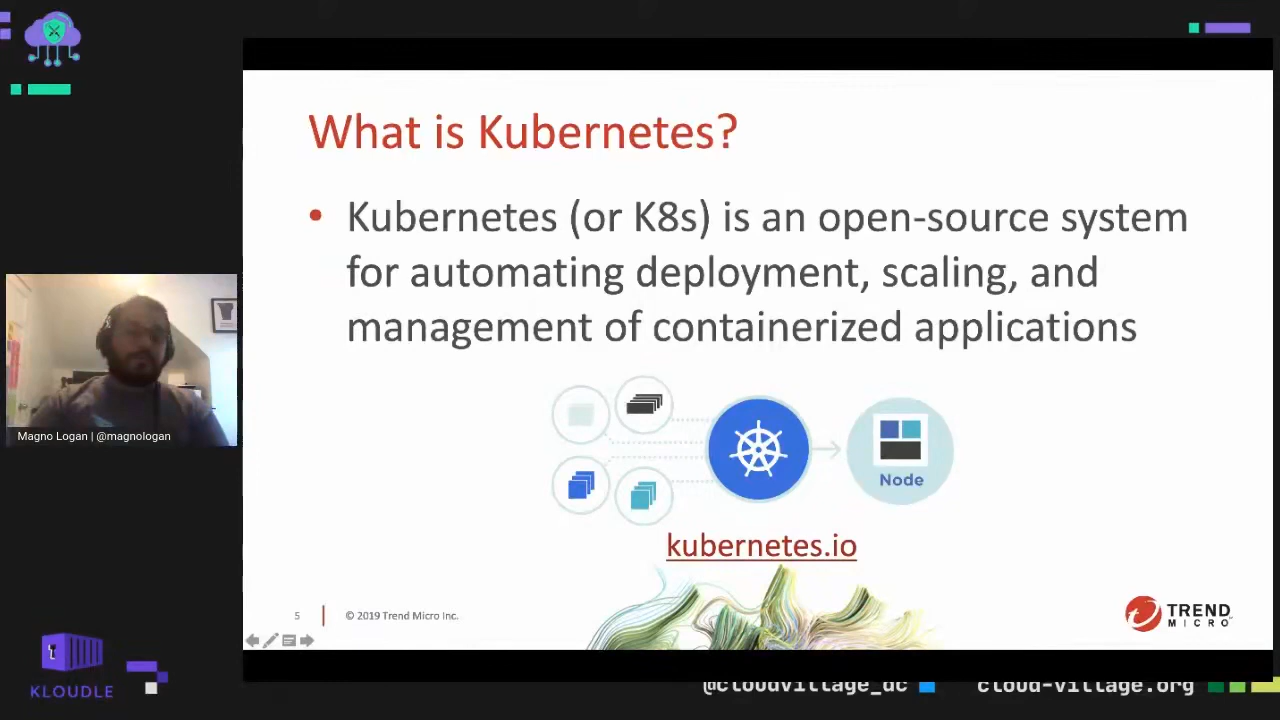 What is Kubernetes?
• Kubernetes (or K8s) is an open-source system
for automating deployment, scaling, and
management of containerized applications
Node
kubernetes.io
5
© 2019 Trend Micro Inc.
TREND
MICRO
Magno Logan | @magnologan
KLOUDLE
@cloudvillage_dc
cloud-village.org